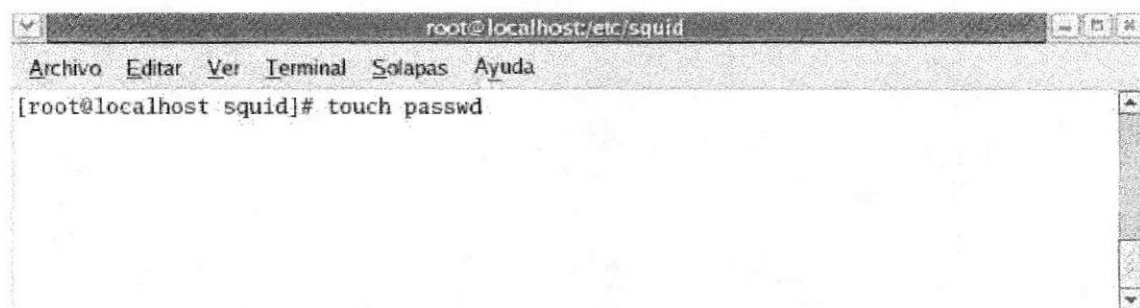 root@localhost:/etc/squid
Archivo Editar Ver Terminal Solapas Ayuda
[root@localhost squid]# touch passwd